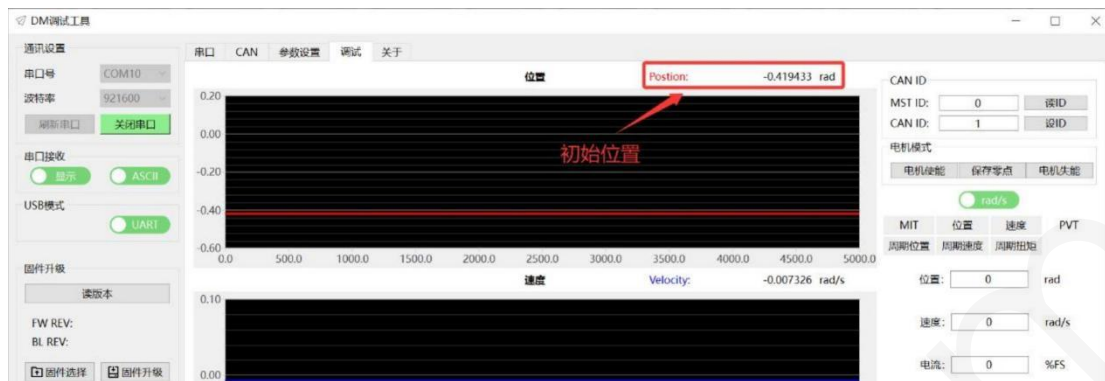 DM调试工具
通讯设置
串口号 COM10
波特率 921600
刷新串口 关闭串口
串口接收
显示 ASCII
USB模式
UART
固件升级
读版本
FW REV:
BL REV:
固件选择 固件升级
串口 CAN 参数设置 调试 关于
位置 Postion: -0.419433 rad
初始位置
0.20
0.00
-0.20
-0.40
-0.60
0.0 500.0 1000.0 1500.0 2000.0 2500.0 3000.0 3500.0 4000.0 4500.0 5000.0
速度 Velocity: -0.007326 rad/s
0.10
0.00
CAN ID
MST ID: 0 读ID
CAN ID: 1 设ID
电机模式
电机使能 保存零点 电机失能
rad/s
MIT 位置 速度 PVT
周期位置 周期速度 周期扭矩
位置: 0 rad
速度: 0 rad/s
电流: 0 %FS